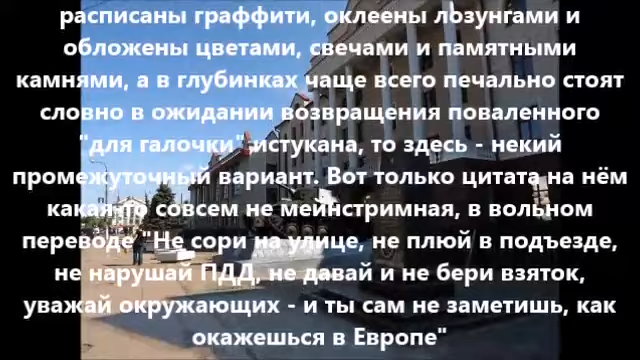 расписаны граффити, оклеены лозунгами и
обложены цветами, свечами и памятными
камнями, а в глубинках чаще всего печально стоят
словно в ожидании возвращения поваленного
"для галочки" истукана, то здесь - некий
промежуточный вариант. Вот только цитата на нём
какая-то совсем не мейнстримная, в вольном
переводе "Не сори на улице, не плюй в подъезде,
не нарушай ПДД, не давай и не бери взяток,
уважай окружающих - и ты сам не заметишь, как
окажешься в Европе"